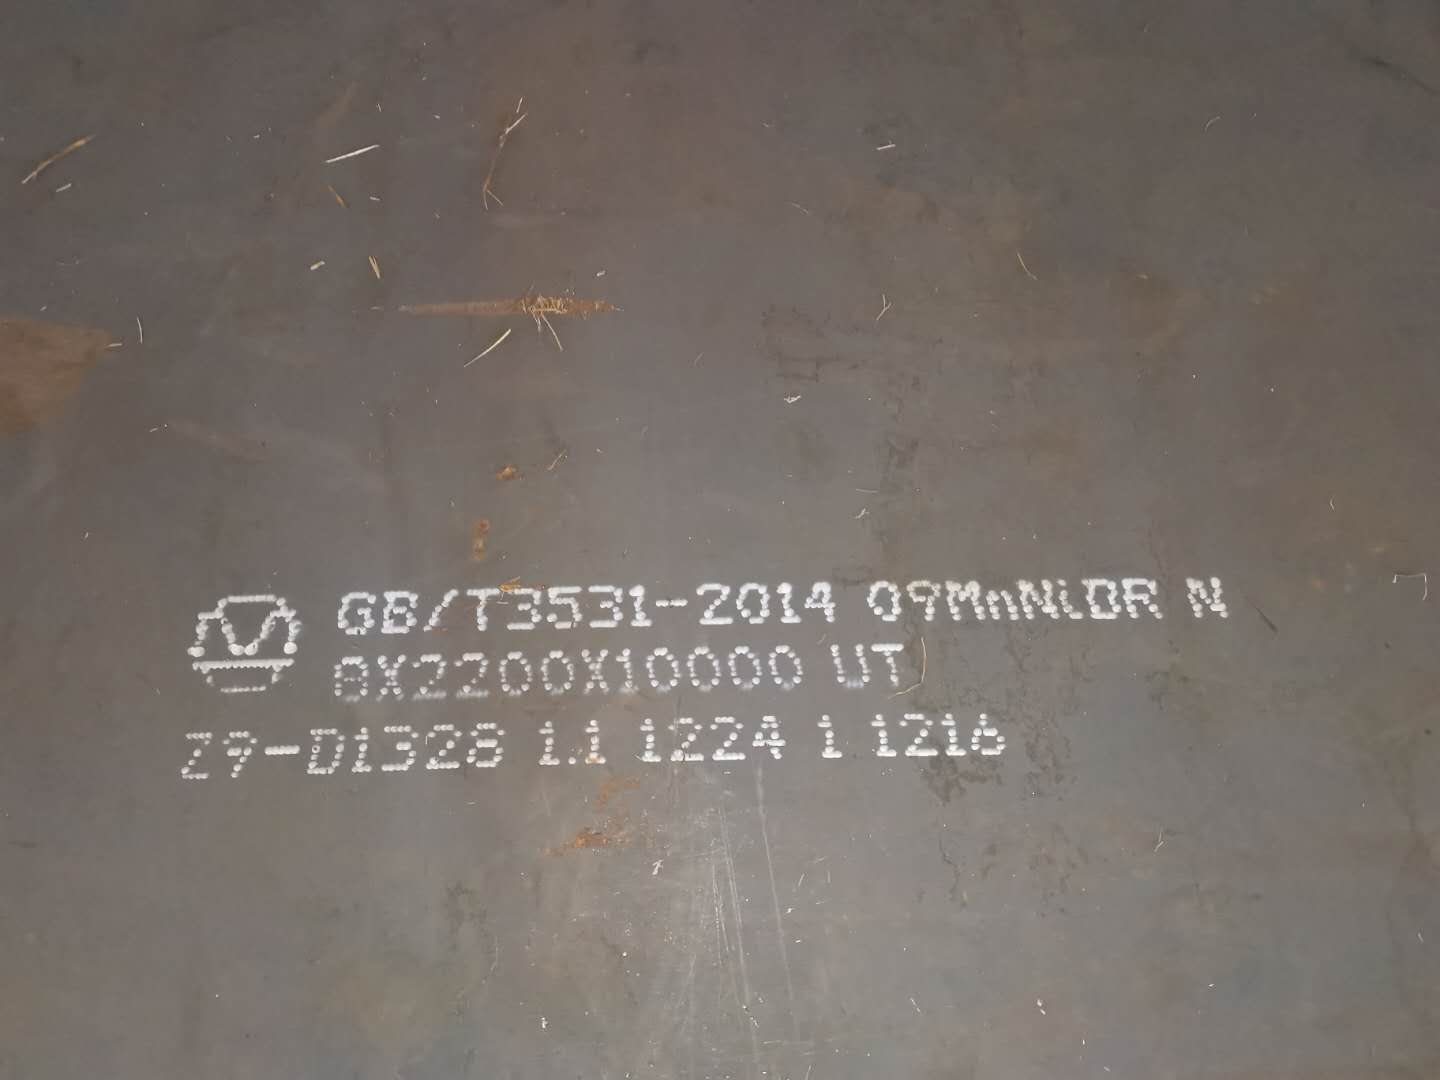 GB/T3531-2014 09MnNiDR N
8X2200X10000 UT
Z9-D1328 1.1 1224 1 1216